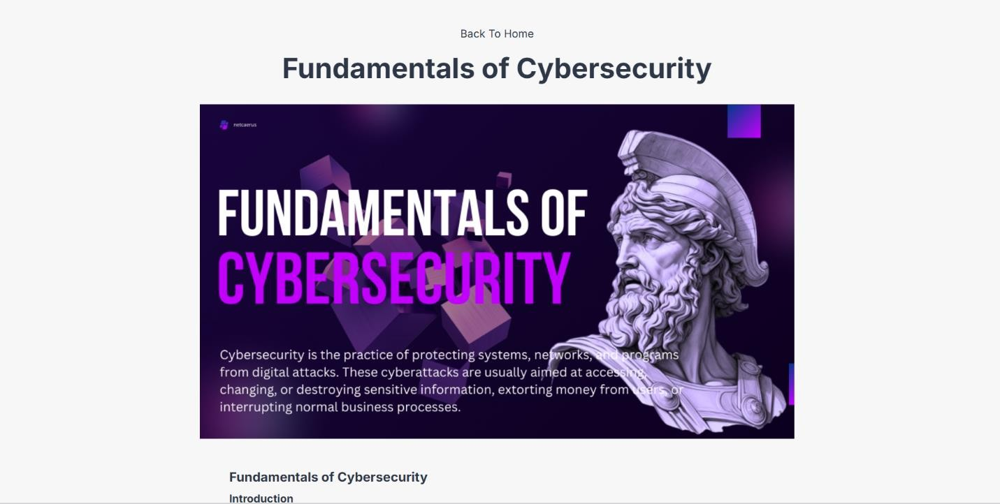 Back To Home
Fundamentals of Cybersecurity
netcaerus
FUNDAMENTALS OF
CYBERSECURITY
Cybersecurity is the practice of protecting systems, networks, and programs
from digital attacks. These cyberattacks are usually aimed at accessing,
changing, or destroying sensitive information, extorting money from users, or
interrupting normal business processes.
Fundamentals of Cybersecurity
Introduction